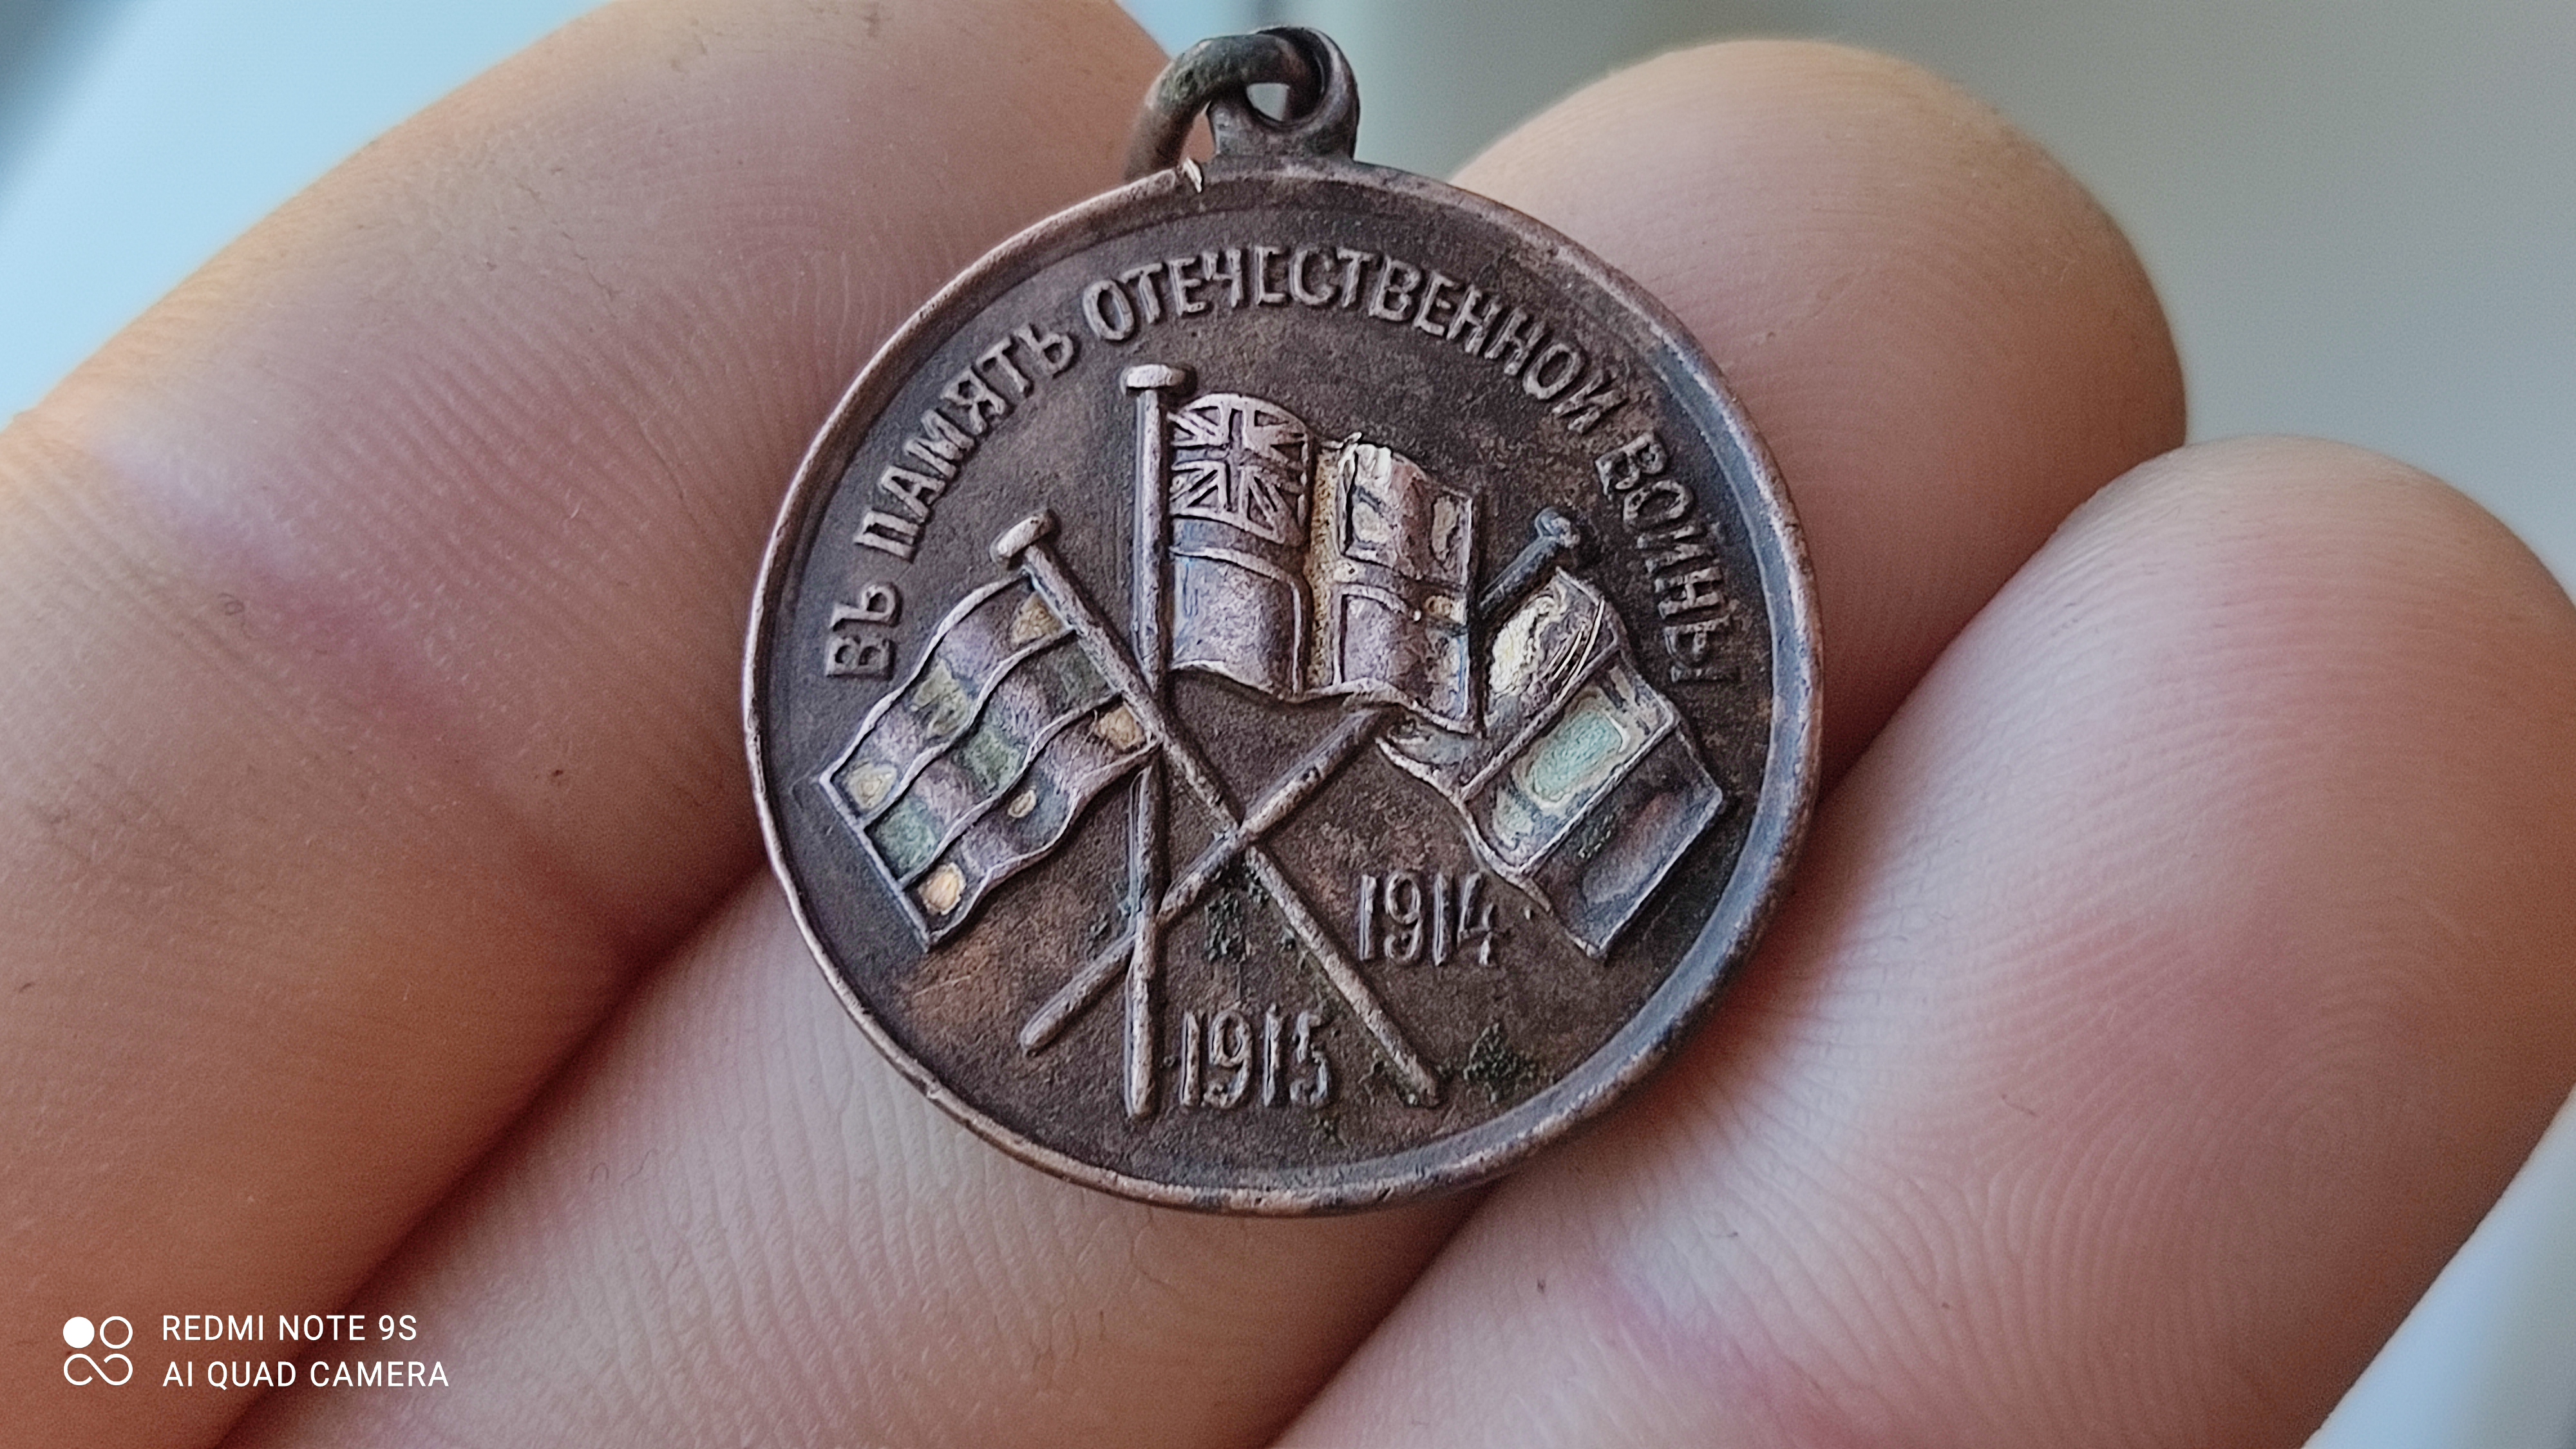 ВЪ ПАМЯТЬ ОТЕЧЕСТВЕННОЙ ВОЙНЫ
1914
1915
REDMI NOTE 9S
AI QUAD CAMERA